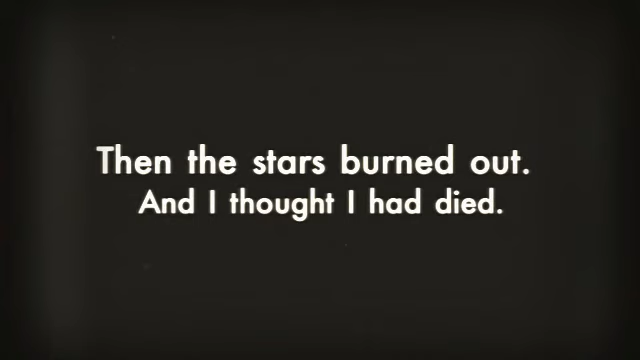 Then the stars burned out.
And I thought I had died.